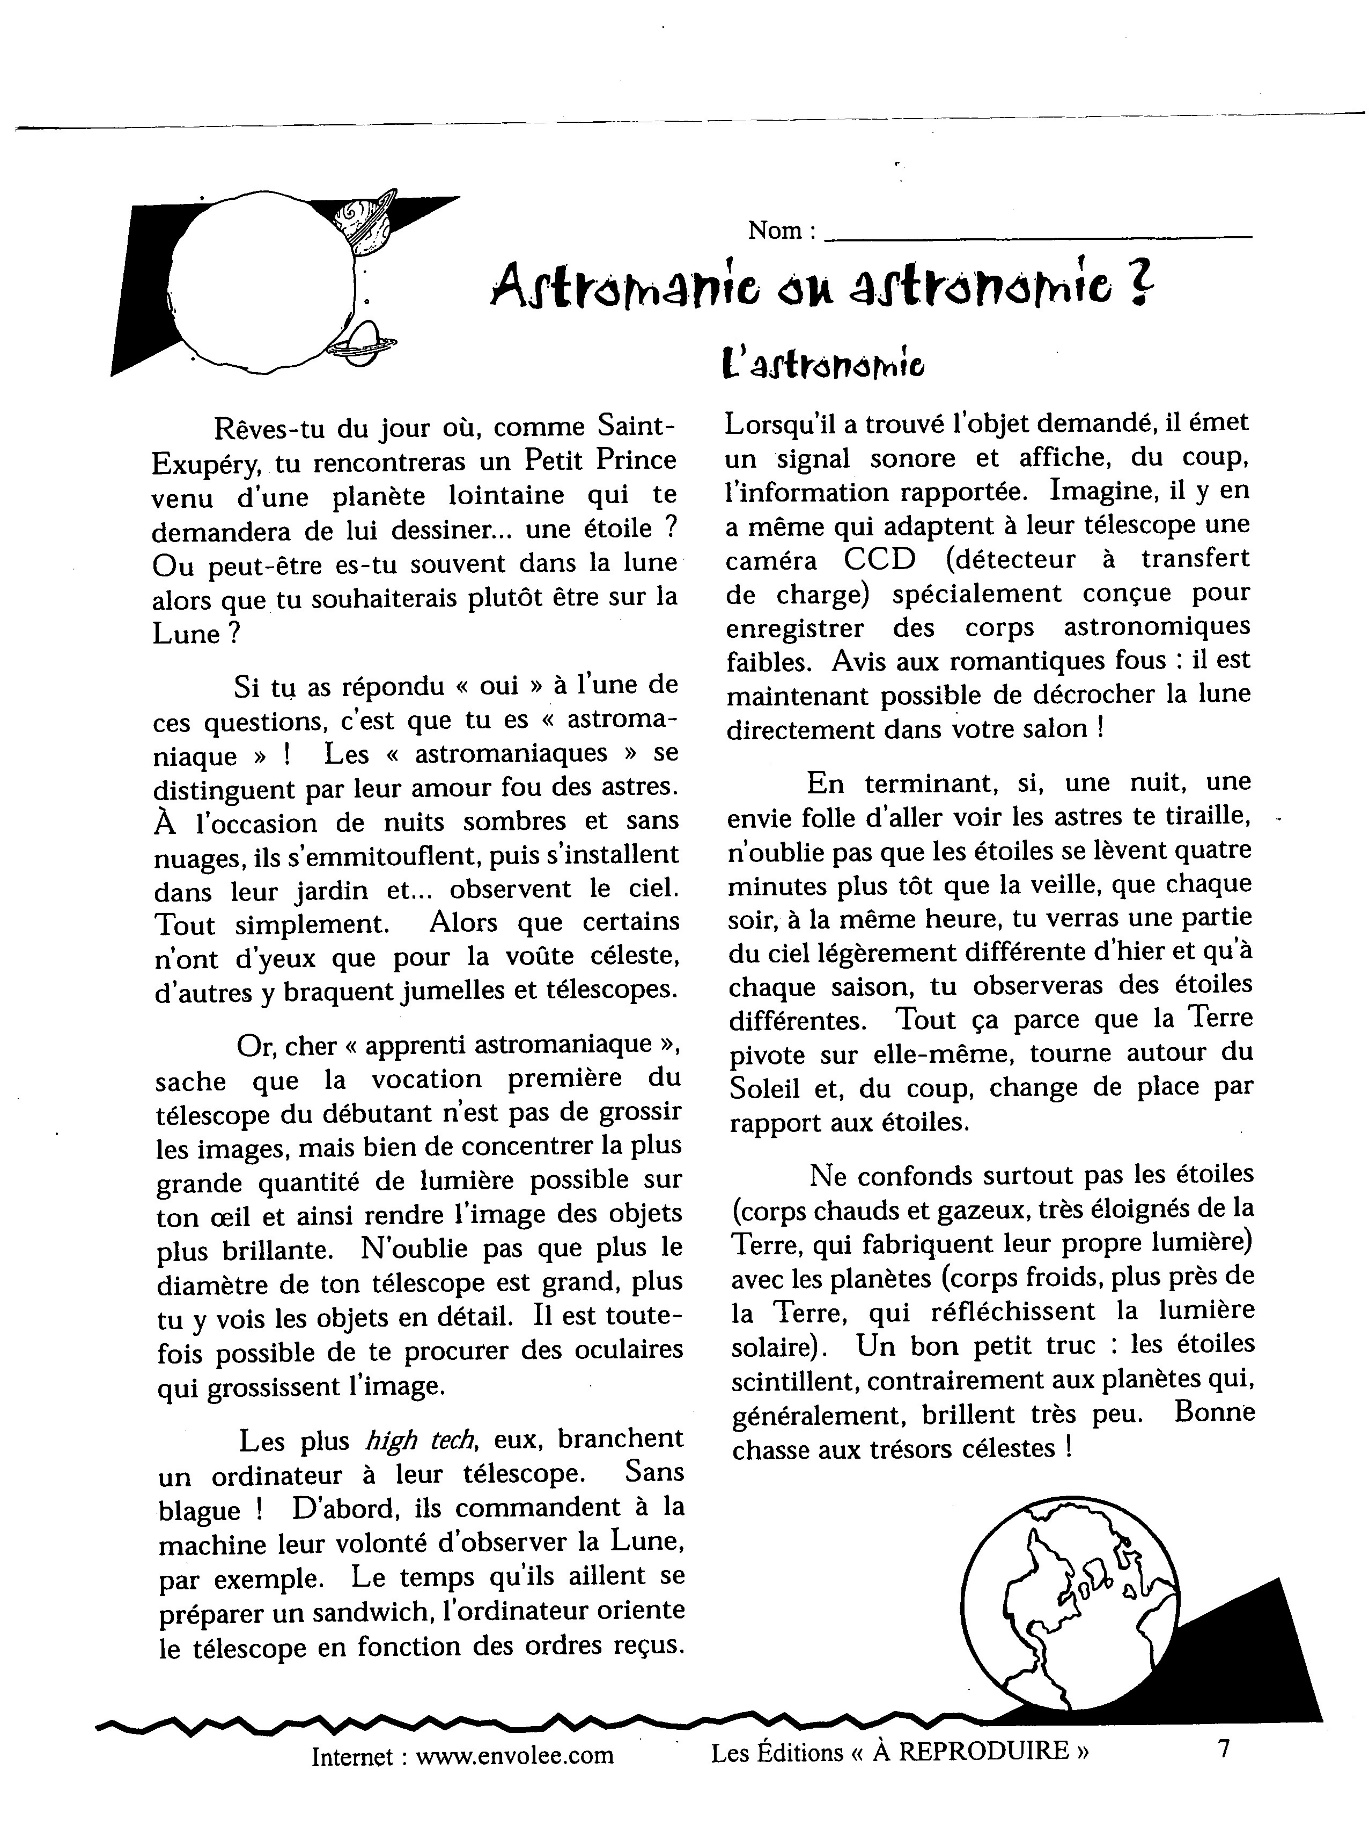 Nom :
Astromanie ou astronomie ?
L'astronomie
Rêves-tu du jour où, comme Saint-
Exupéry, tu rencontreras un Petit Prince
venu d'une planète lointaine qui te
demandera de lui dessiner... une étoile ?
Ou peut-être es-tu souvent dans la lune
alors que tu souhaiterais plutôt être sur la
Lune ?
Si tu as répondu « oui » à l'une de
ces questions, c'est que tu es « astroma-
niaque » ! Les « astromaniaques » se
distinguent par leur amour fou des astres.
À l'occasion de nuits sombres et sans
nuages, ils s'emmitouflent, puis s'installent
dans leur jardin et... observent le ciel.
Tout simplement. Alors que certains
n'ont d'yeux que pour la voûte céleste,
d'autres y braquent jumelles et télescopes.
Or, cher « apprenti astromaniaque »,
sache que la vocation première du
télescope du débutant n'est pas de grossir
les images, mais bien de concentrer la plus
grande quantité de lumière possible sur
ton œil et ainsi rendre l'image des objets
plus brillante. N'oublie pas que plus le
diamètre de ton télescope est grand, plus
tu y vois les objets en détail. Il est toute-
fois possible de te procurer des oculaires
qui grossissent l'image.
Les plus high tech, eux, branchent
un ordinateur à leur télescope. Sans
blague ! D'abord, ils commandent à la
machine leur volonté d'observer la Lune,
par exemple. Le temps qu'ils aillent se
préparer un sandwich, l'ordinateur oriente
le télescope en fonction des ordres reçus.
Lorsqu'il a trouvé l'objet demandé, il émet
un signal sonore et affiche, du coup,
l'information rapportée. Imagine, il y en
a même qui adaptent à leur télescope une
caméra CCD (détecteur à transfert
de charge) spécialement conçue pour
enregistrer des corps astronomiques
faibles. Avis aux romantiques fous : il est
maintenant possible de décrocher la lune
directement dans votre salon !
En terminant, si, une nuit, une
envie folle d'aller voir les astres te tiraille,
n'oublie pas que les étoiles se lèvent quatre
minutes plus tôt que la veille, que chaque
soir, à la même heure, tu verras une partie
du ciel légèrement différente d'hier et qu'à
chaque saison, tu observeras des étoiles
différentes. Tout ça parce que la Terre
pivote sur elle-même, tourne autour du
Soleil et, du coup, change de place par
rapport aux étoiles.
Ne confonds surtout pas les étoiles
(corps chauds et gazeux, très éloignés de la
Terre, qui fabriquent leur propre lumière)
avec les planètes (corps froids, plus près de
la Terre, qui réfléchissent la lumière
solaire). Un bon petit truc : les étoiles
scintillent, contrairement aux planètes qui,
généralement, brillent très peu. Bonne
chasse aux trésors célestes !
Internet : www.envolee.com Les Éditions « À REPRODUIRE » 7